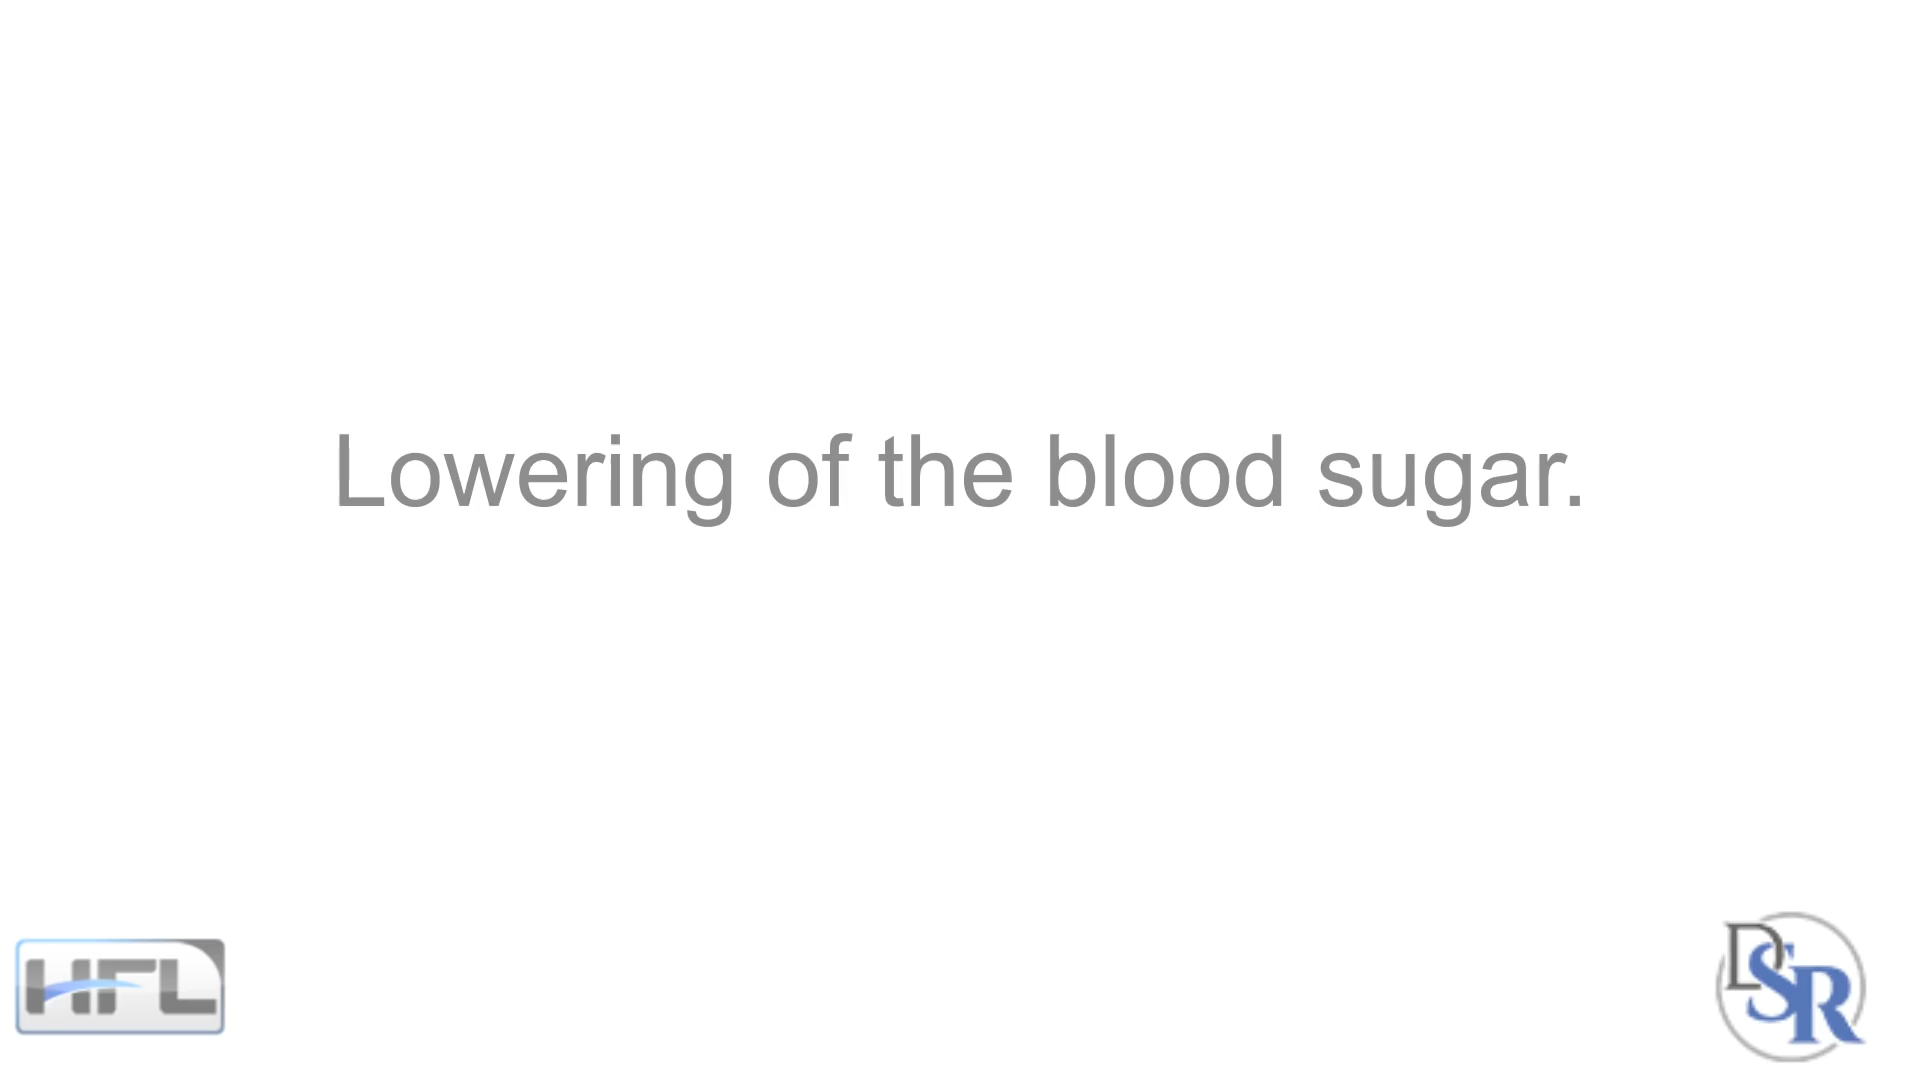 Lowering of the blood sugar.
HFL
DSR